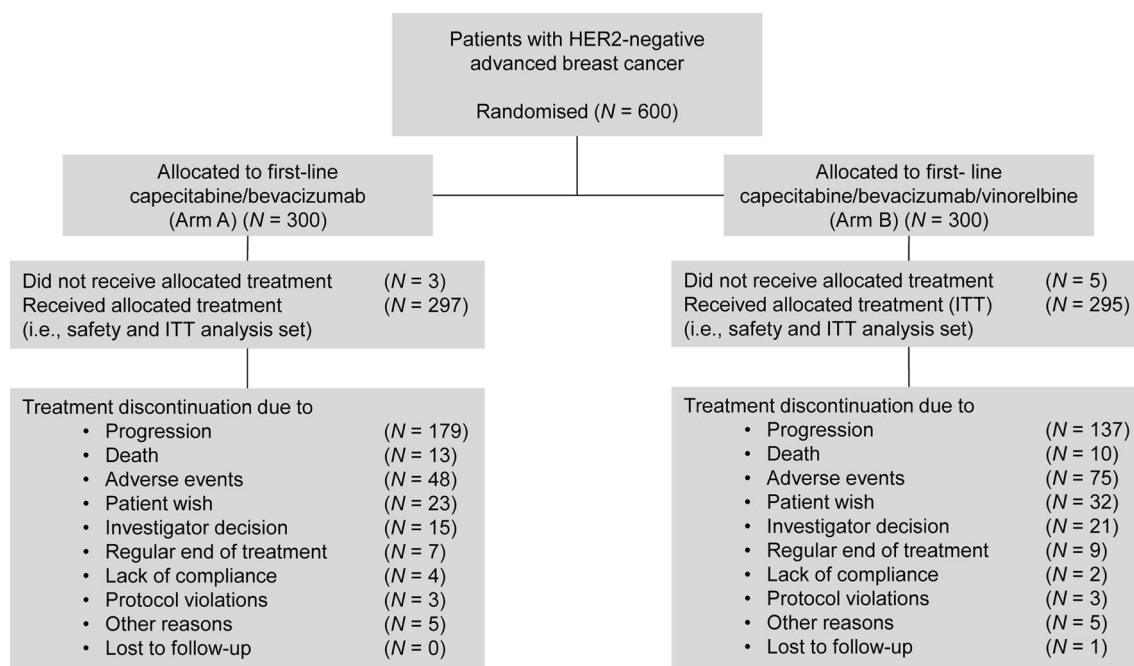 Patients with HER2-negative
advanced breast cancer
Randomised (N = 600)
Allocated to first-line
capecitabine/bevacizumab
(Arm A) (N = 300)
Allocated to first- line
capecitabine/bevacizumab/vinorelbine
(Arm B) (N = 300)
Did not receive allocated treatment (N = 3)
Received allocated treatment (N = 297)
(i.e., safety and ITT analysis set)
Did not receive allocated treatment (N = 5)
Received allocated treatment (ITT) (N = 295)
(i.e., safety and ITT analysis set)
Treatment discontinuation due to
• Progression (N = 179)
• Death (N = 13)
• Adverse events (N = 48)
• Patient wish (N = 23)
• Investigator decision (N = 15)
• Regular end of treatment (N = 7)
• Lack of compliance (N = 4)
• Protocol violations (N = 3)
• Other reasons (N = 5)
• Lost to follow-up (N = 0)
Treatment discontinuation due to
• Progression (N = 137)
• Death (N = 10)
• Adverse events (N = 75)
• Patient wish (N = 32)
• Investigator decision (N = 21)
• Regular end of treatment (N = 9)
• Lack of compliance (N = 2)
• Protocol violations (N = 3)
• Other reasons (N = 5)
• Lost to follow-up (N = 1)